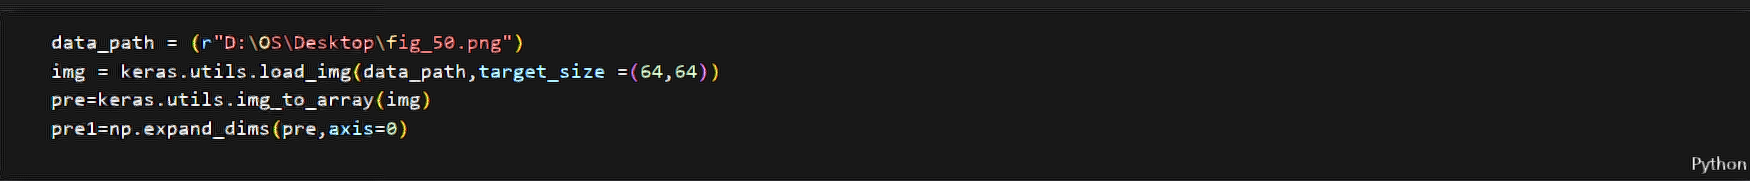 data_path = (r"D:\OS\Desktop\fig_50.png")
img = keras.utils.load_img(data_path,target_size =(64,64))
pre=keras.utils.img_to_array(img)
pre1=np.expand_dims(pre,axis=0)
Python